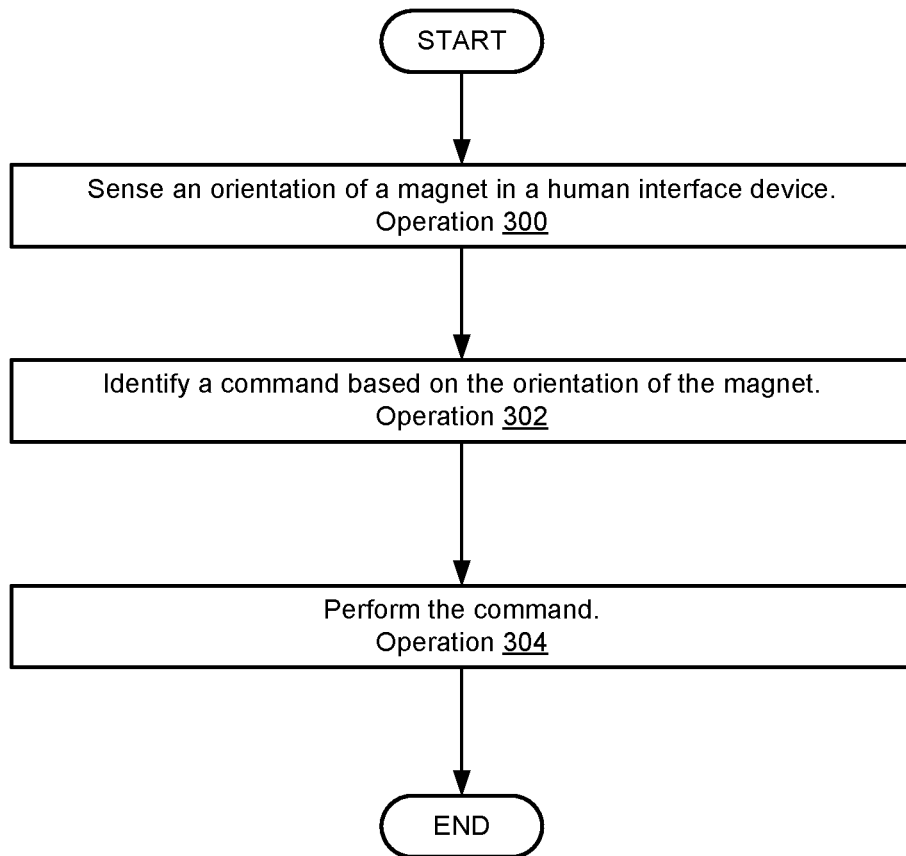 START
Sense an orientation of a magnet in a human interface device.
Operation 300
Identify a command based on the orientation of the magnet.
Operation 302
Perform the command.
Operation 304
END